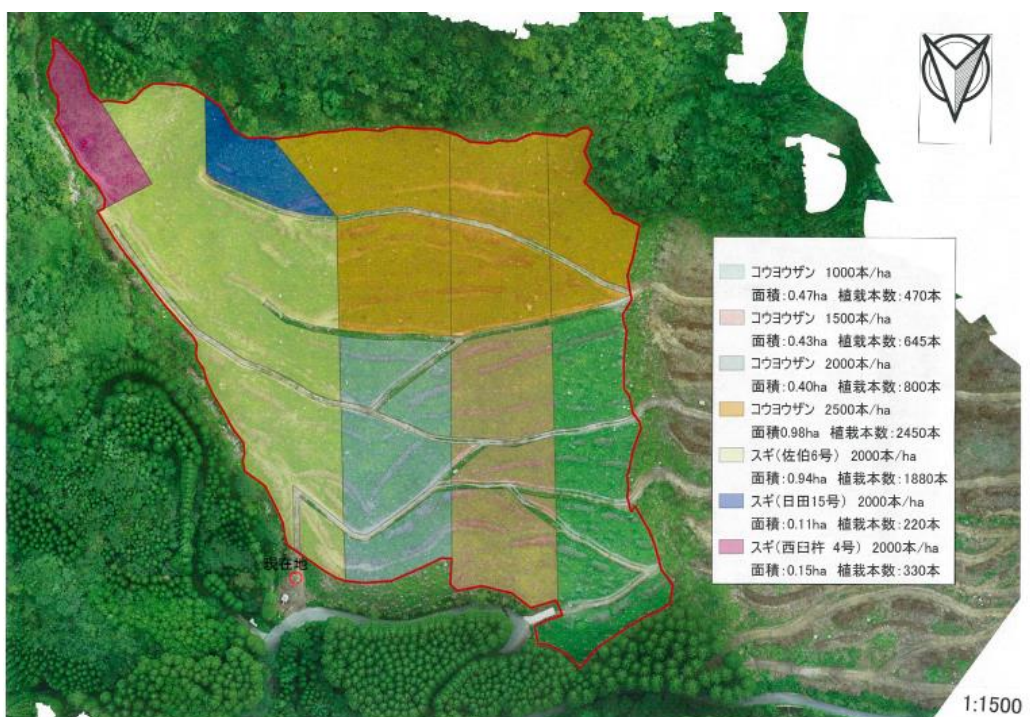 コウヨウザン 1000本/ha
面積:0.47ha 植栽本数:470本
コウヨウザン 1500本/ha
面積:0.43ha 植栽本数:645本
コウヨウザン 2000本/ha
面積:0.40ha 植栽本数:800本
コウヨウザン 2500本/ha
面積0.98ha 植栽本数:2450本
スギ(佐伯6号) 2000本/ha
面積:0.94ha 植栽本数:1880本
スギ(日田15号) 2000本/ha
面積:0.11ha 植栽本数:220本
スギ(西臼杵 4号) 2000本/ha
面積:0.15ha 植栽本数:330本
現在地
1:1500